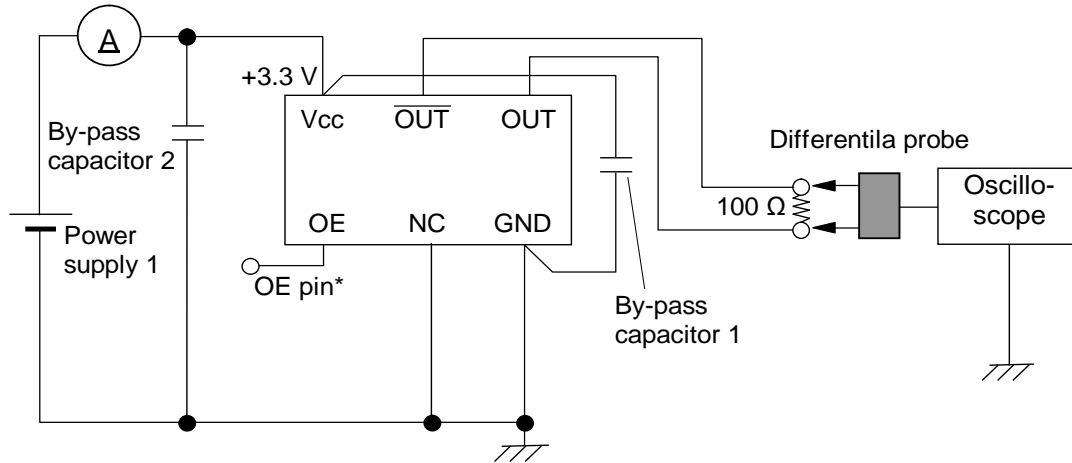 A
+3.3 V
Vcc
OUT
OUT
By-pass
capacitor 2
Differentila probe
Oscillo-
scope
100 Ω
OE
NC
GND
Power
supply 1
OE pin*
By-pass
capacitor 1